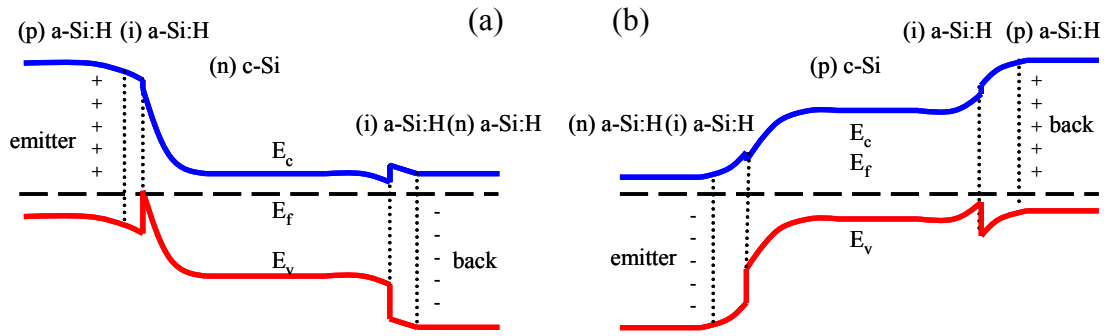 (a)
(p) a-Si:H (i) a-Si:H
(n) c-Si
+
+
+
+
+
emitter
(i) a-Si:H (n) a-Si:H
E_c
E_f
E_v
-
-
-
-
-
back
(b)
(i) a-Si:H (p) a-Si:H
(p) c-Si
(n) a-Si:H (i) a-Si:H
E_c
E_f
E_v
+
+
+
+
+
back
emitter
-
-
-
-
-